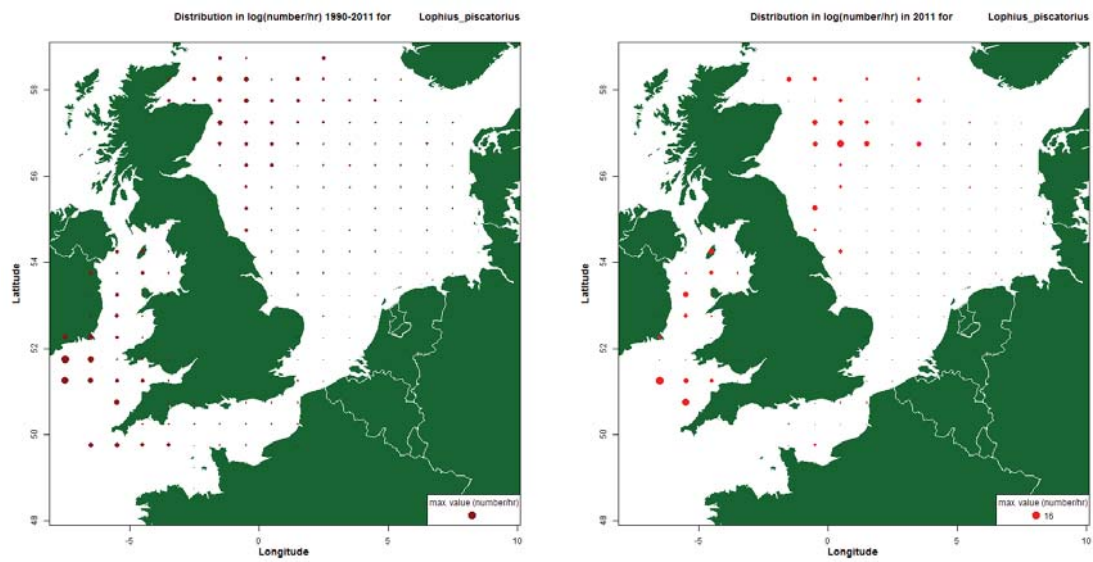 Distribution in log(number/hr) 1990-2011 for Lophius_piscatorius
58
56
54
52
50
48
Latitude
-5
0
5
10
Longitude
max value (number/hr)
Distribution in log(number/hr) in 2011 for Lophius_piscatorius
58
56
54
52
50
48
Latitude
-5
0
5
10
Longitude
max value (number/hr)
16